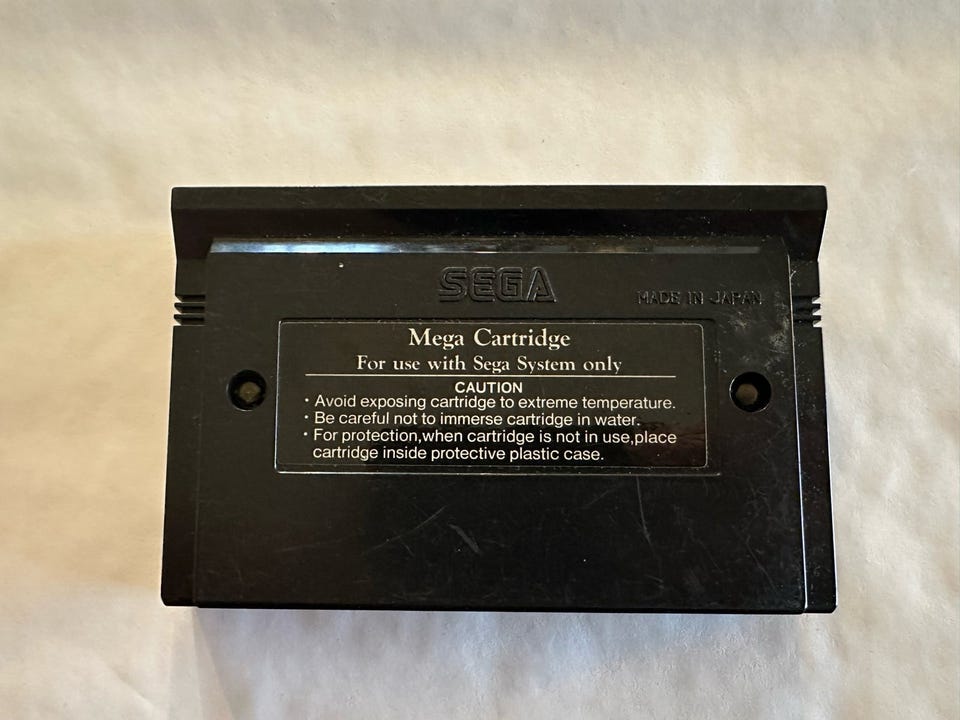 SEGA
MADE IN JAPAN
Mega Cartridge
For use with Sega System only
CAUTION
· Avoid exposing cartridge to extreme temperature.
· Be careful not to immerse cartridge in water.
· For protection,when cartridge is not in use,place
cartridge inside protective plastic case.